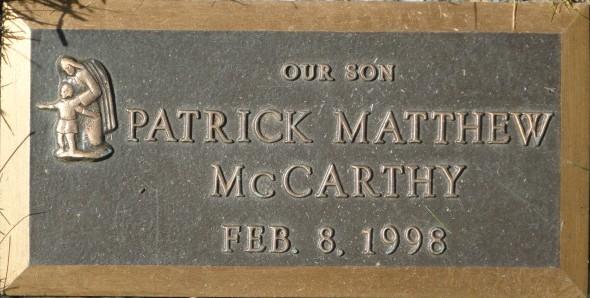 OUR SON
PATRICK MATTHEW
McCARTHY
FEB. 8, 1998